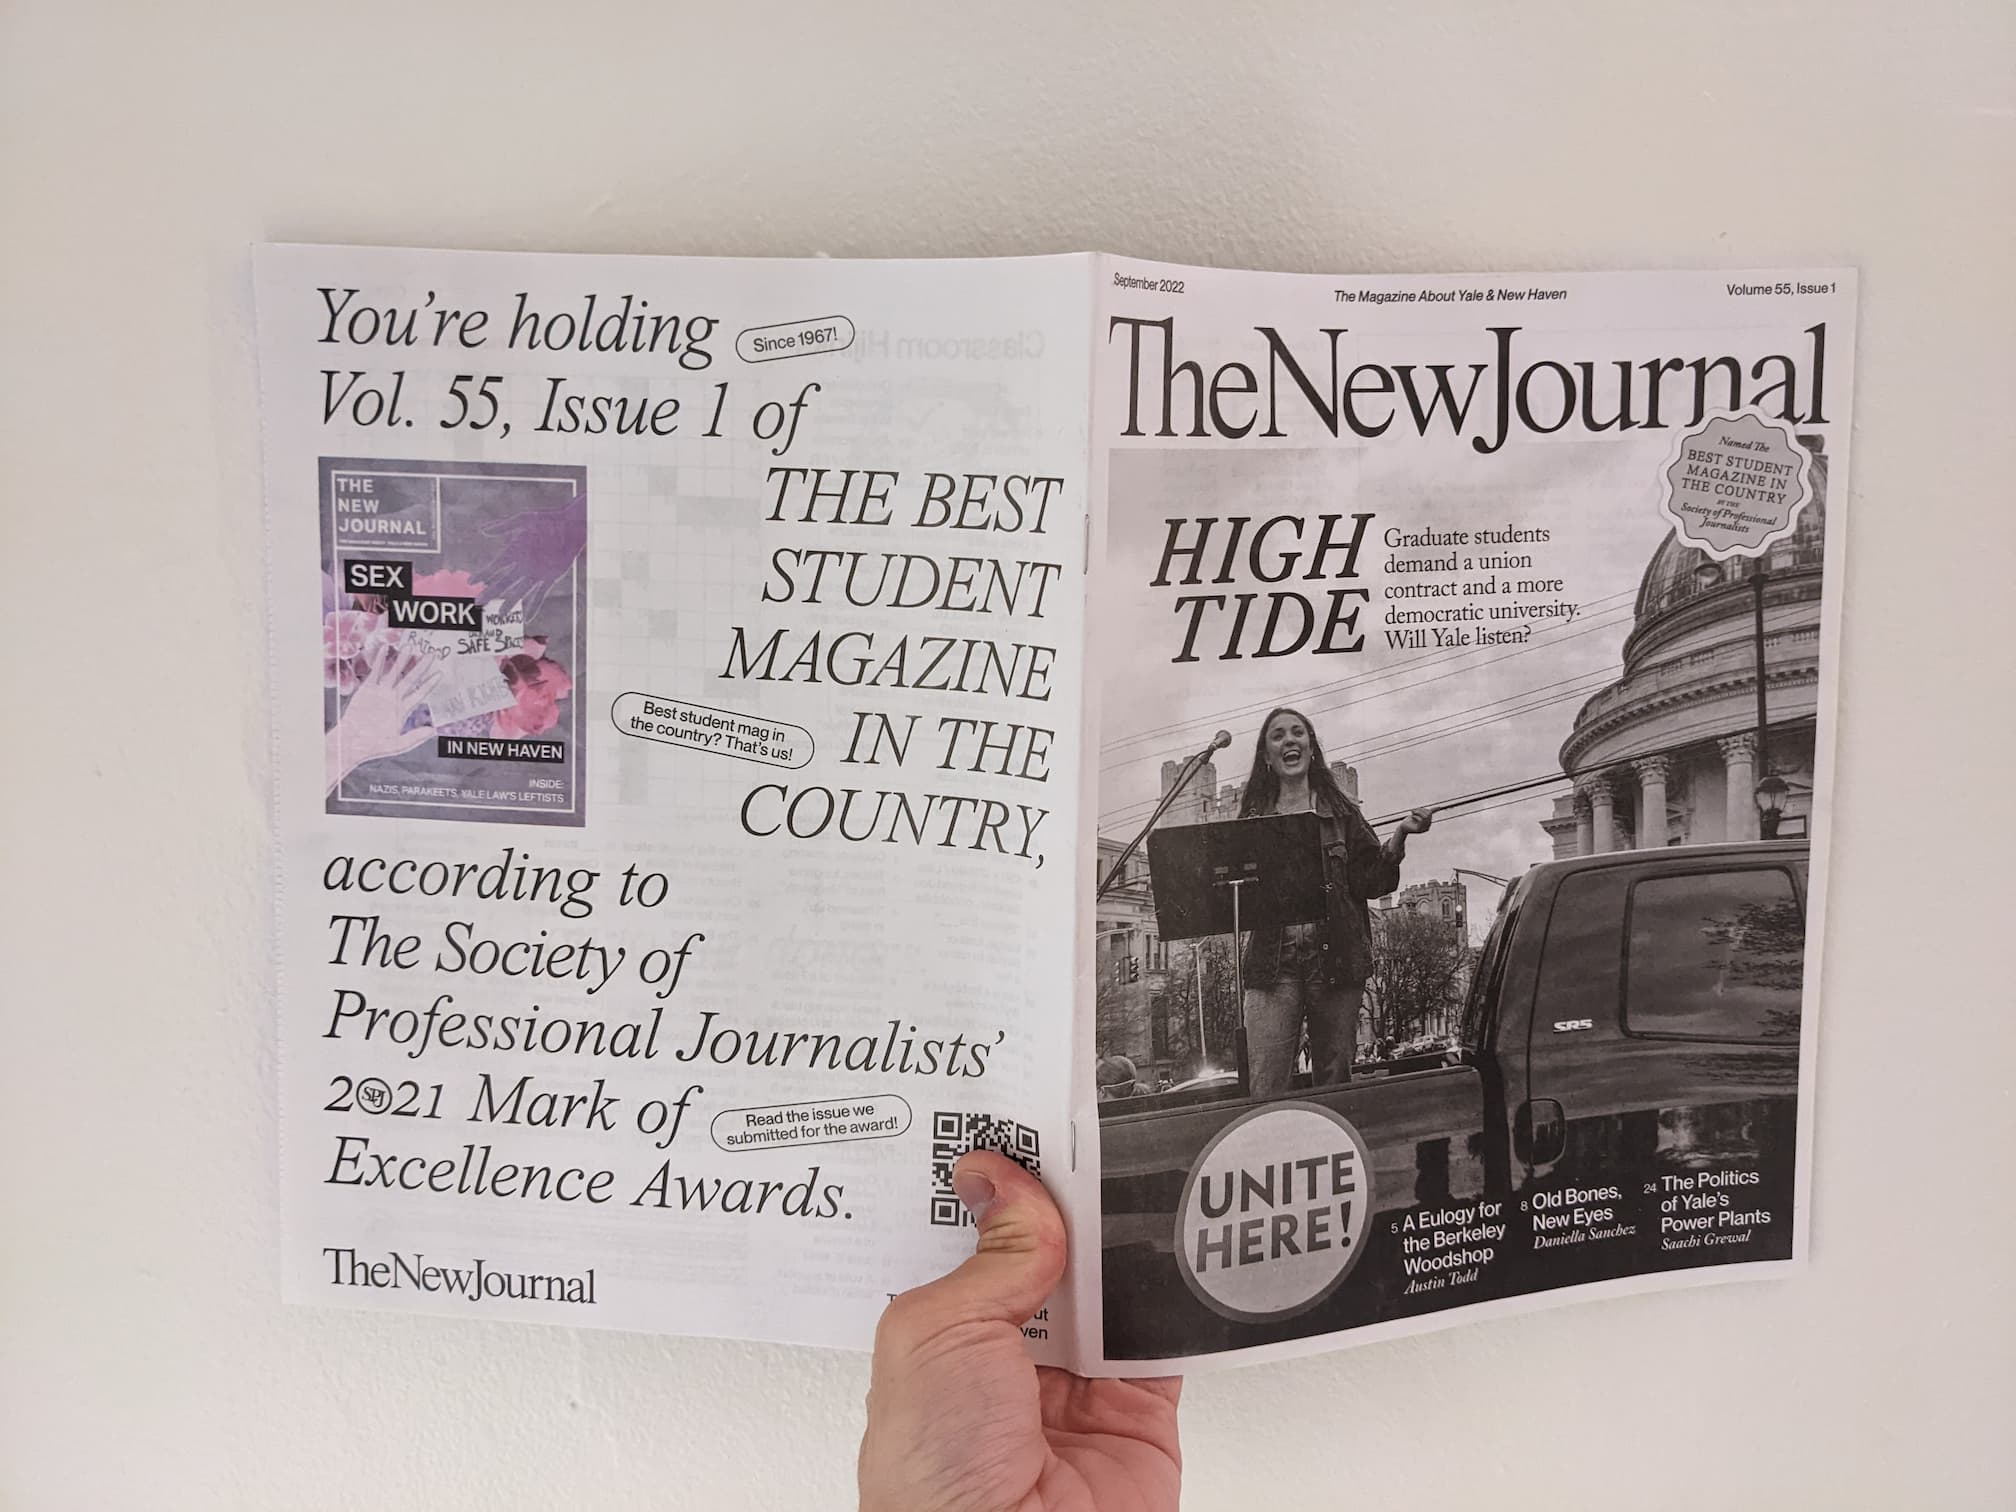 You're holding
Since 1967!
Vol. 55, Issue 1 of
THE BEST
STUDENT
MAGAZINE
IN THE
COUNTRY,
Best student mag in
the country? That's us!
THE
NEW
JOURNAL
SEX
WORK
SAFE
IN NEW HAVEN
INSIDE:
NAZIS, PARAKEETS, YALE LAW'S LEFTISTS
according to
The Society of
Professional Journalists'
2021 Mark of
Excellence Awards.
SPJ
Read the issue we
submitted for the award!
TheNewJournal
September 2022
The Magazine About Yale & New Haven
Volume 55, Issue 1
TheNewJournal
Named The
BEST STUDENT
MAGAZINE IN
THE COUNTRY
BY THE
Society of Professional
Journalists
HIGH
TIDE
Graduate students
demand a union
contract and a more
democratic university.
Will Yale listen?
SR5
UNITE
HERE!
5 A Eulogy for
the Berkeley
Woodshop
Austin Todd
8 Old Bones,
New Eyes
Daniella Sanchez
24 The Politics
of Yale's
Power Plants
Saachi Grewal